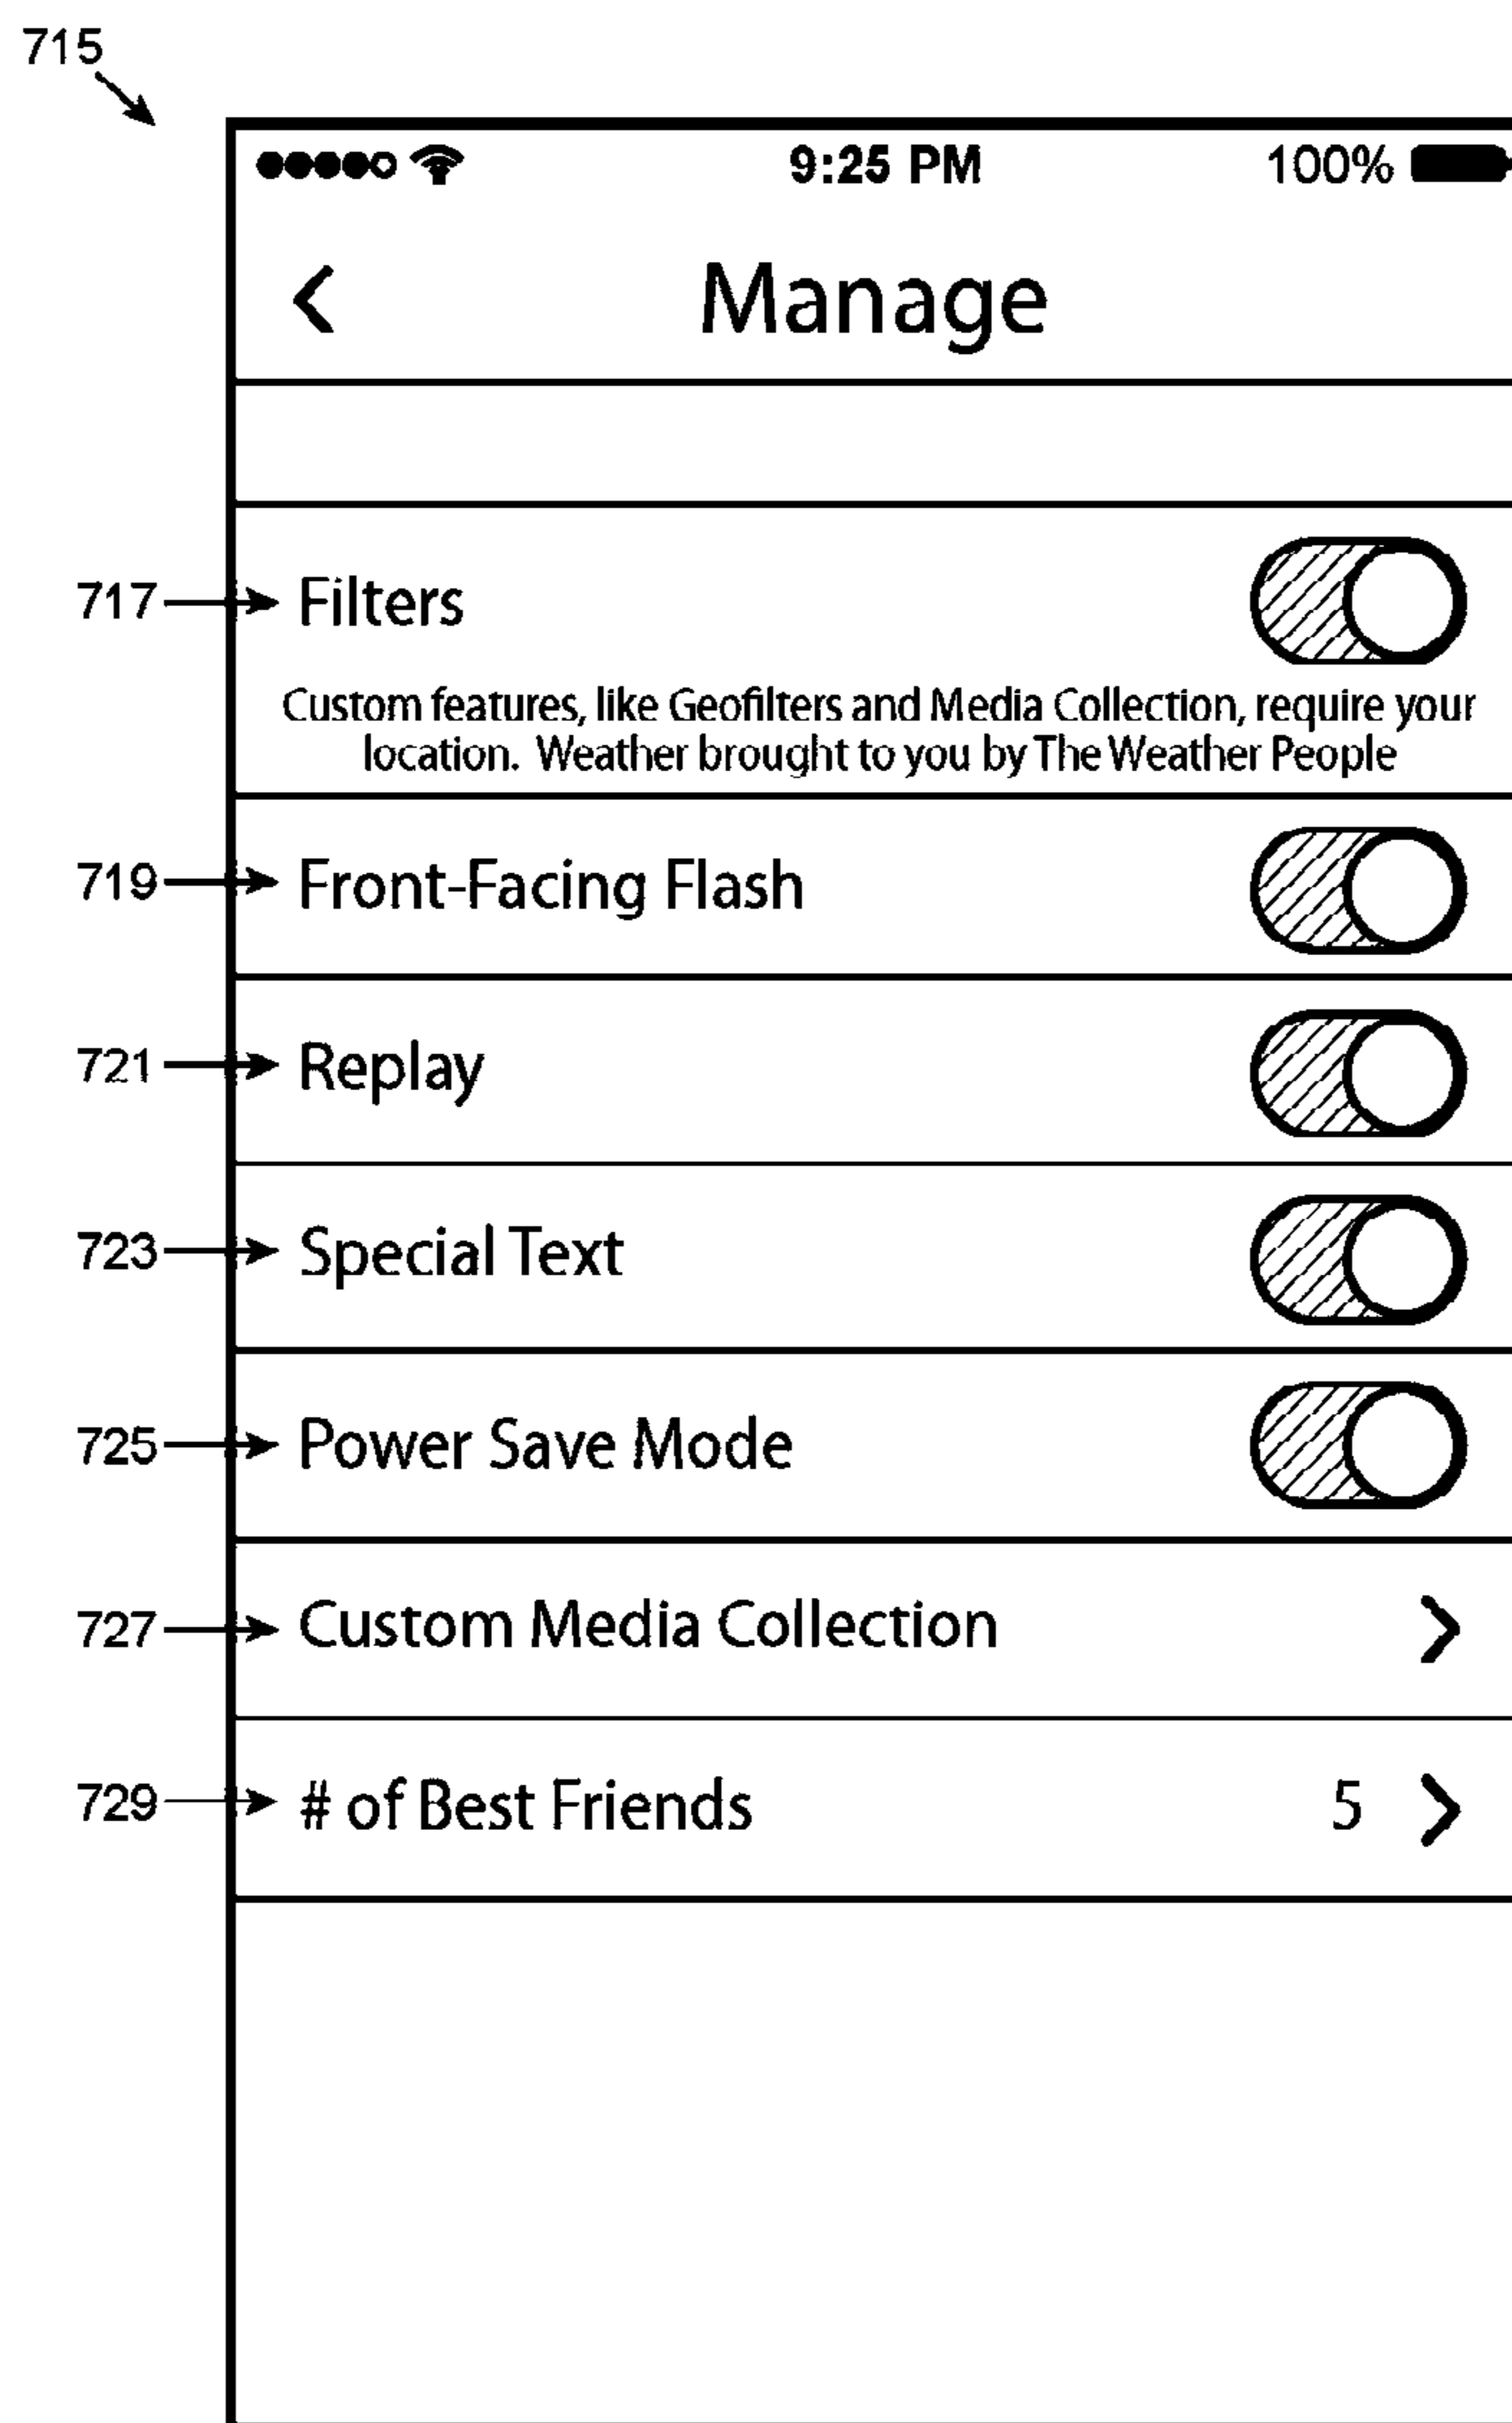 715
9:25 PM 100%
Manage
717 Filters
Custom features, like Geofilters and Media Collection, require your
location. Weather brought to you by The Weather People
719 Front-Facing Flash
721 Replay
723 Special Text
725 Power Save Mode
727 Custom Media Collection
729 # of Best Friends 5